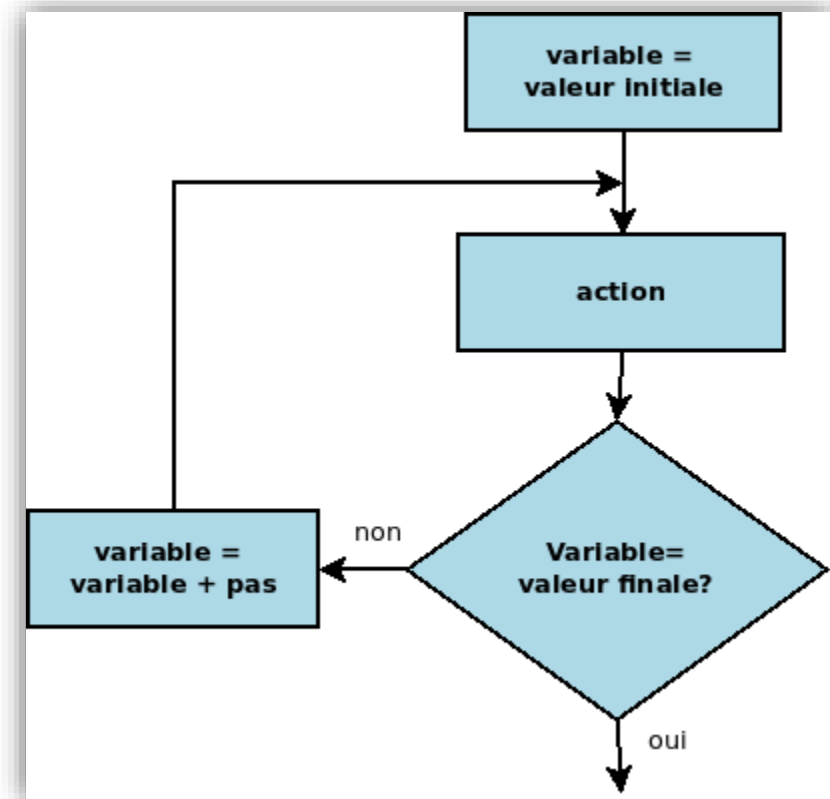 variable =
valeur initiale
action
Variable=
valeur finale?
non
variable =
variable + pas
oui